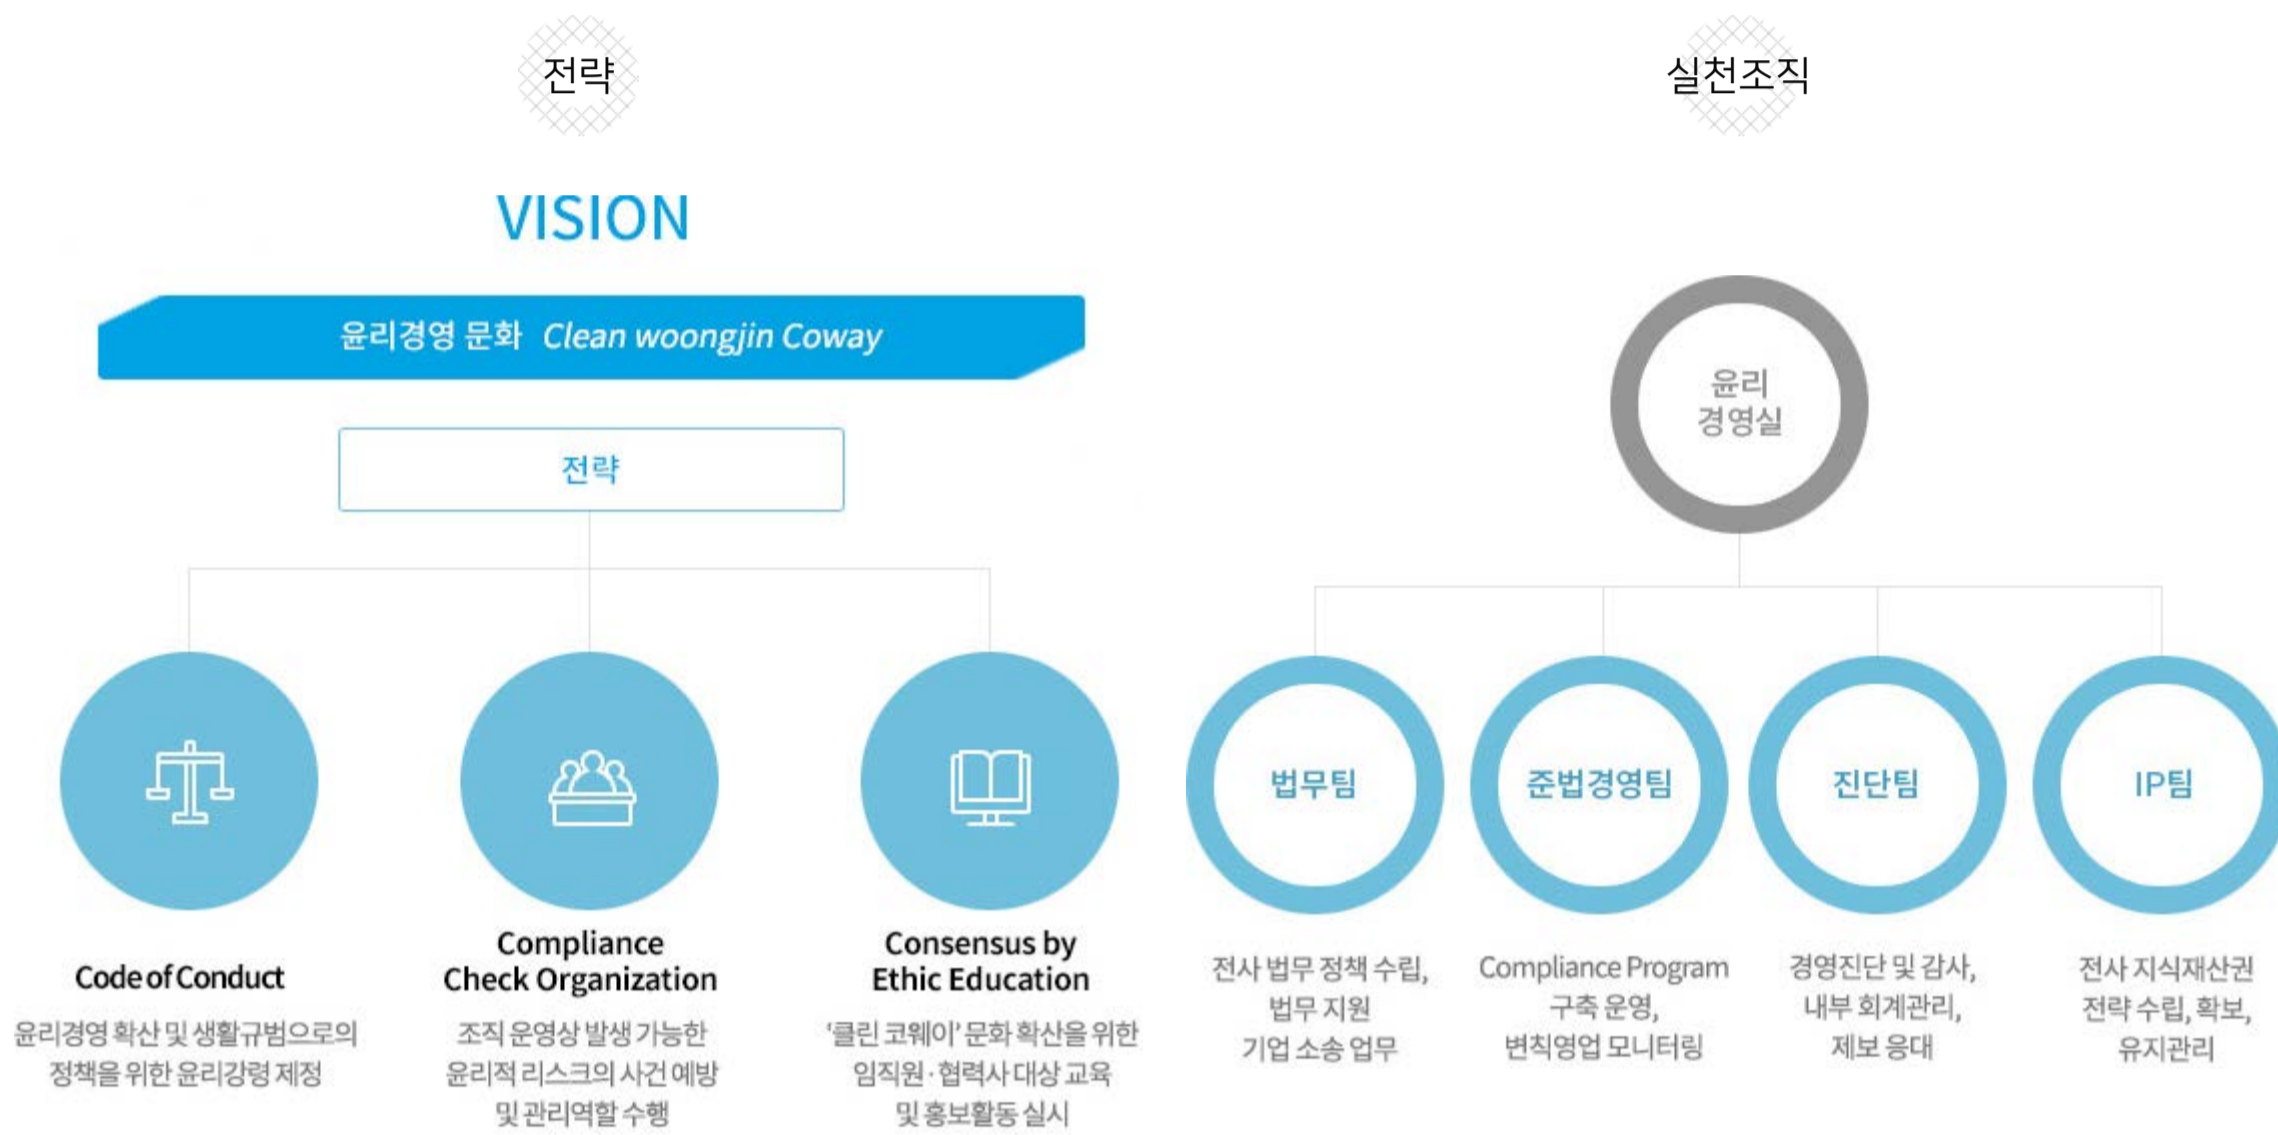 전략
VISION
윤리경영 문화 Clean woongjin Coway
전략
Code of Conduct
윤리경영 확산 및 생활규범으로의
정책을 위한 윤리강령 제정
Compliance
Check Organization
조직 운영상 발생 가능한
윤리적 리스크의 사건 예방
및 관리역할 수행
Consensus by
Ethic Education
'클린 코웨이' 문화 확산을 위한
임직원·협력사 대상 교육
및 홍보활동 실시
실천조직
윤리
경영실
법무팀
전사 법무 정책 수립,
법무 지원
기업 소송 업무
준법경영팀
Compliance Program
구축 운영,
변칙영업 모니터링
진단팀
경영진단 및 감사,
내부 회계관리,
제보 응대
IP팀
전사 지식재산권
전략 수립, 확보,
유지관리